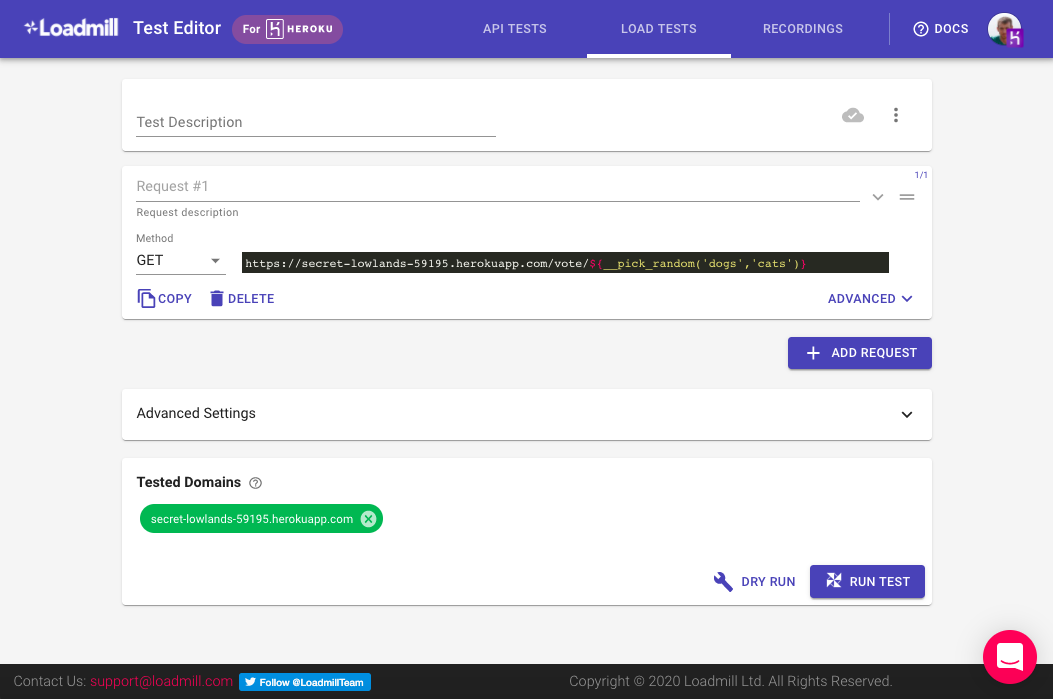 Loadmill Test Editor For HEROKU API TESTS LOAD TESTS RECORDINGS DOCS
Test Description
1/1
Request #1
Request description
Method
GET https://secret-lowlands-59195.herokuapp.com/vote/${__pick_random('dogs','cats')}
COPY DELETE ADVANCED
ADD REQUEST
Advanced Settings
Tested Domains
secret-lowlands-59195.herokuapp.com
DRY RUN RUN TEST
Contact Us: support@loadmill.com Follow @LoadmillTeam Copyright © 2020 Loadmill Ltd. All Rights Reserved.